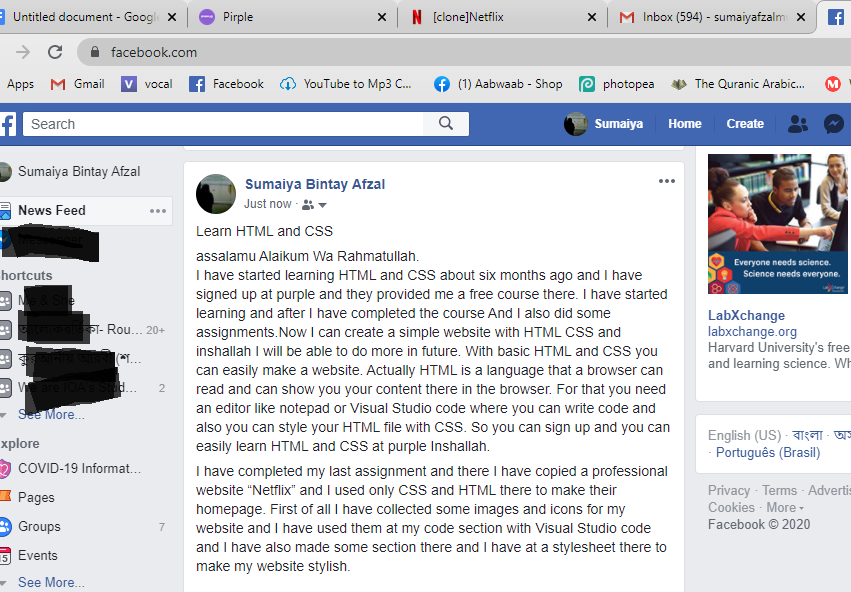 Untitled document - Googl
Pirple
[clone]Netflix
Inbox (594) - sumaiyafzalm
facebook.com
Apps
Gmail
vocal
Facebook
YouTube to Mp3 C...
(1) Aabwaab - Shop
photopea
The Quranic Arabic...
Search
Sumaiya
Home
Create
Sumaiya Bintay Afzal
News Feed
hortcuts
Me & She
- Rou... 20+
2
See More...
xplore
COVID-19 Informat...
Pages
Groups 7
Events
See More...
Sumaiya Bintay Afzal
Just now ·
Learn HTML and CSS
assalamu Alaikum Wa Rahmatullah.
I have started learning HTML and CSS about six months ago and I have
signed up at purple and they provided me a free course there. I have started
learning and after I have completed the course And I also did some
assignments.Now I can create a simple website with HTML CSS and
inshallah I will be able to do more in future. With basic HTML and CSS you
can easily make a website. Actually HTML is a language that a browser can
read and can show you your content there in the browser. For that you need
an editor like notepad or Visual Studio code where you can write code and
also you can style your HTML file with CSS. So you can sign up and you can
easily learn HTML and CSS at purple Inshallah.
I have completed my last assignment and there I have copied a professional
website “Netflix” and I used only CSS and HTML there to make their
homepage. First of all I have collected some images and icons for my
website and I have used them at my code section with Visual Studio code
and I have also made some section there and I have at a stylesheet there to
make my website stylish.
Everyone needs science.
Science needs everyone.
LabXchange
labxchange.org
Harvard University's free
and learning science. Wh
English (US) · বাংলা · অস
· Português (Brasil)
Privacy · Terms · Adverti
Cookies · More
Facebook © 2020